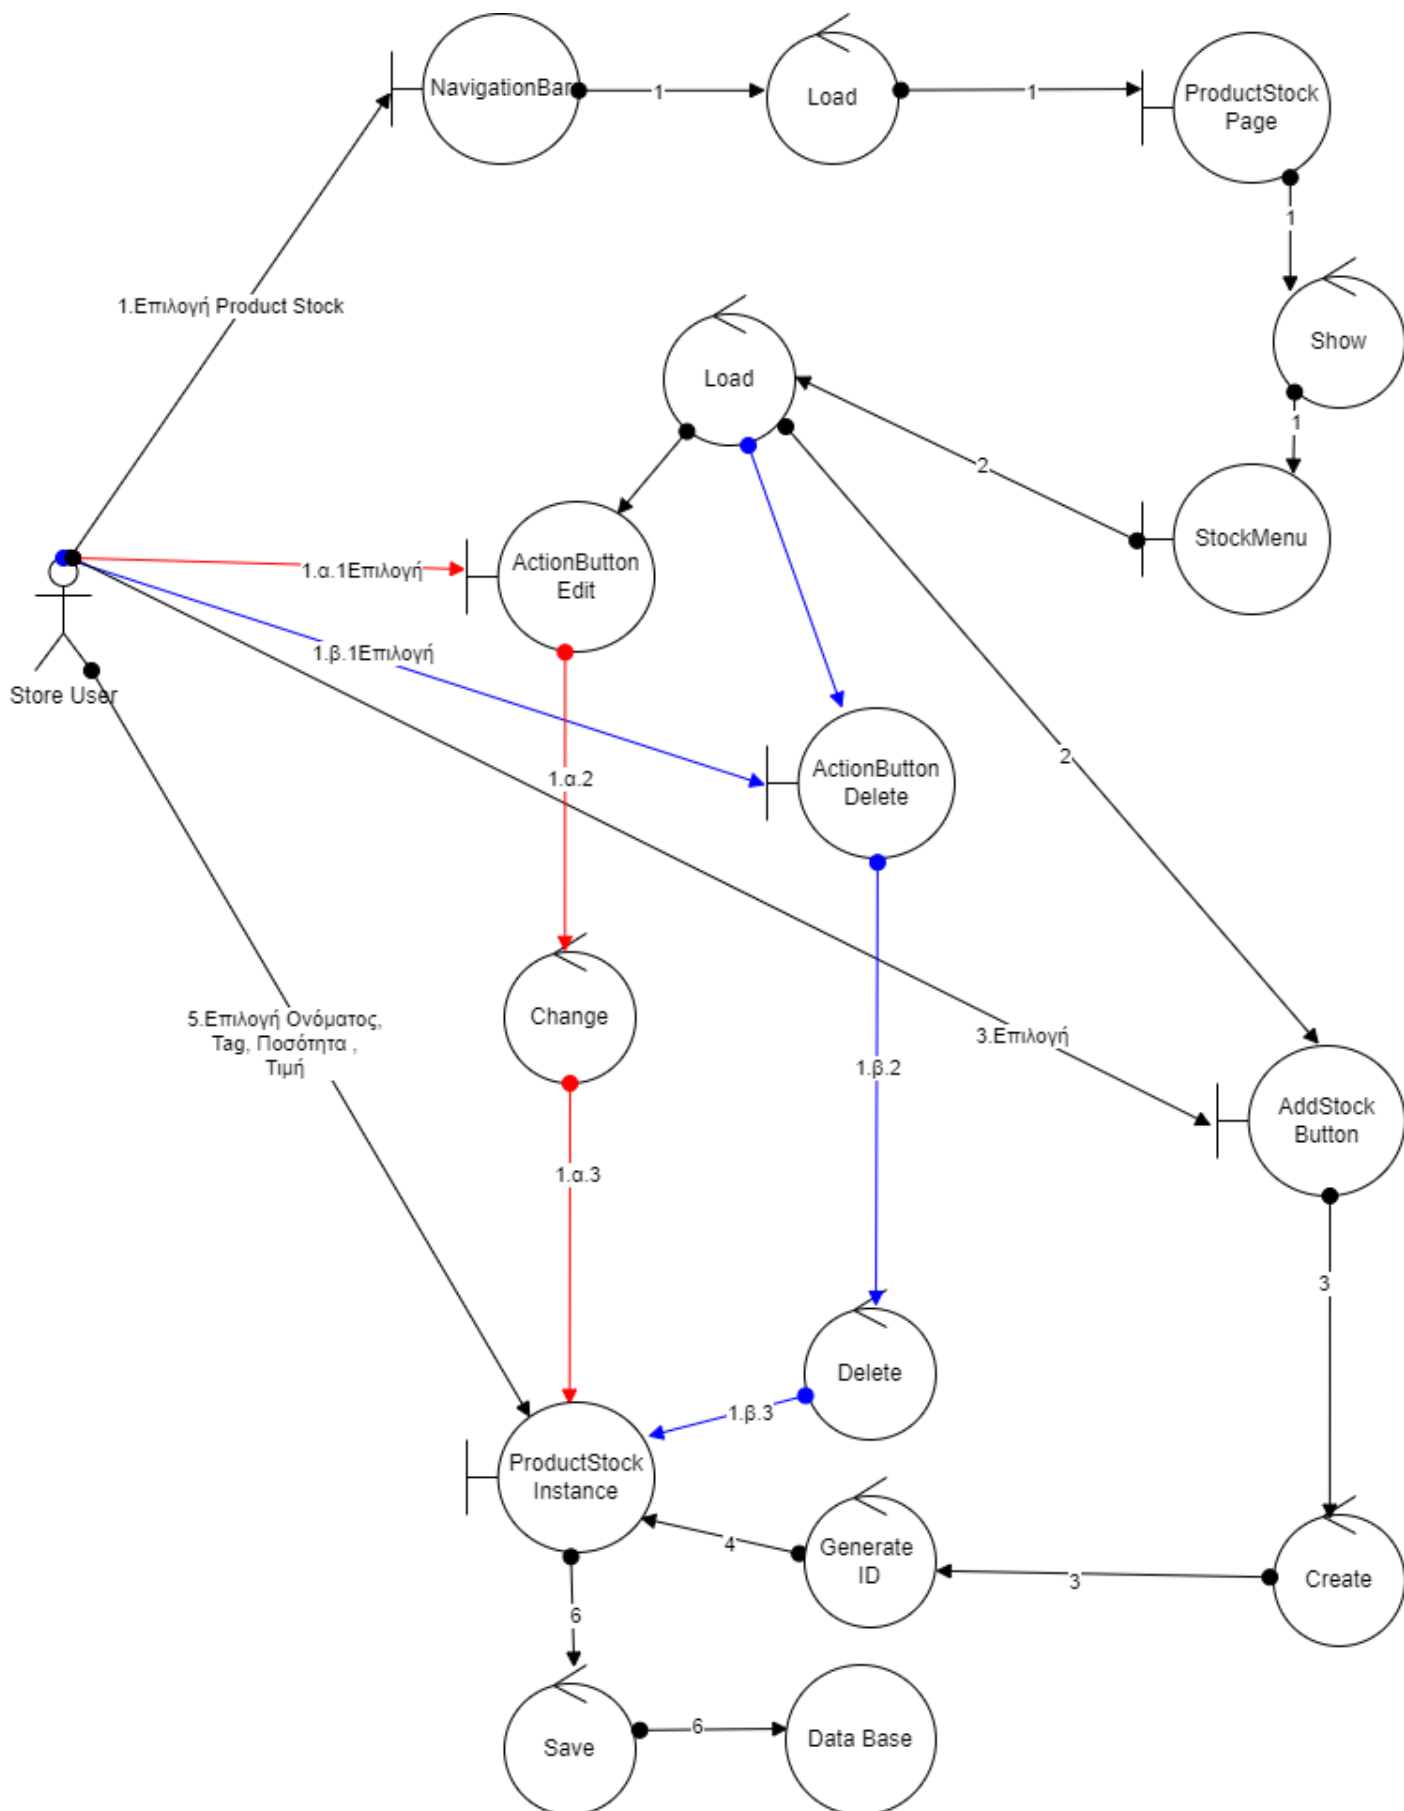 NavigationBar
1
Load
1
ProductStock
Page
1
1.Επιλογή Product Stock
Show
Load
1
2
StockMenu
ActionButton
Edit
1.α.1Επιλογή
1.β.1Επιλογή
Store User
2
1.α.2
ActionButton
Delete
5.Επιλογή Ονόματος,
Tag, Ποσότητα ,
Τιμή
Change
3.Επιλογή
1.β.2
AddStock
Button
1.α.3
3
Delete
1.β.3
ProductStock
Instance
4
Generate
ID
3
Create
6
Save
6
Data Base